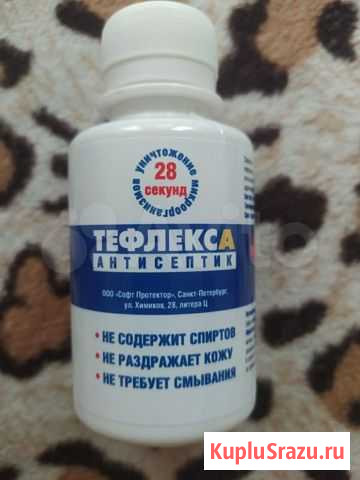 уничтожение
микроорганизмов
28
секунд
ТЕФЛЕКСА
АНТИСЕПТИК
ООО «Софт Протектор», Санкт-Петербург,
ул. Химиков, 28, литера Ц
• НЕ СОДЕРЖИТ СПИРТОВ
• НЕ РАЗДРАЖАЕТ КОЖУ
• НЕ ТРЕБУЕТ СМЫВАНИЯ
Avito
KupluSrazu.ru